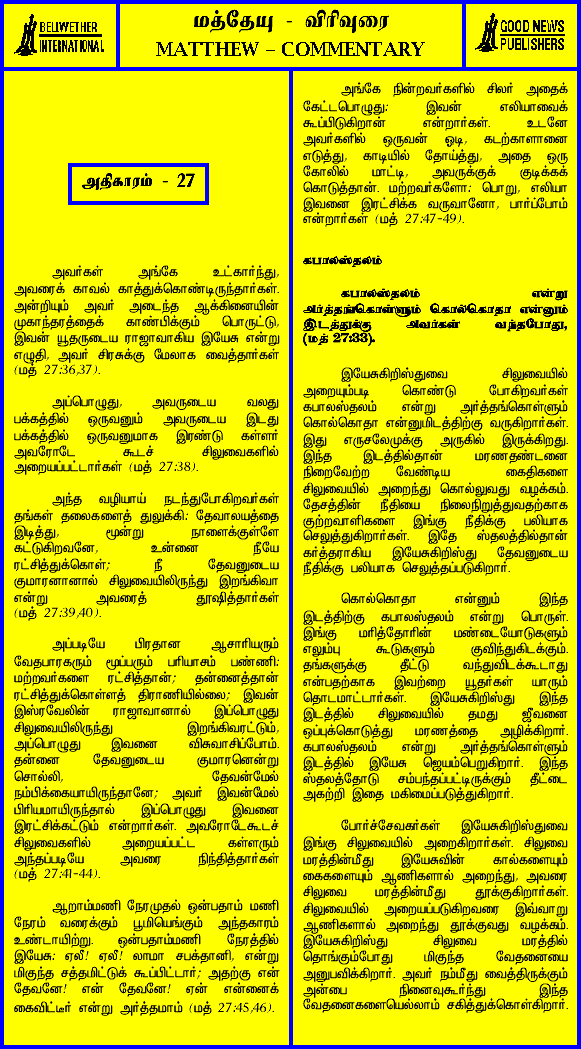 BELIWETHER
INTERNATIONAL
மத்தேயு - விரிவுரை
MATTHEW – COMMENTARY
GOOD NEWS
PUBLISHERS
அதிகாரம் - 27
அவர்கள் அங்கே உட்கார்ந்து,
அவரைக் காவல் காத்துக்கொண்டிருந்தார்கள்.
அன்றியும் அவர் அடைந்த ஆக்கினையின்
முகாந்தரத்தைக் காண்பிக்கும் பொருட்டு,
இவன் யூதருடைய ராஜாவாகிய இயேசு என்று
எழுதி, அவர் சிரசுக்கு மேலாக வைத்தார்கள்
(மத் 27:36,37).
அப்பொழுது, அவருடைய வலது
பக்கத்தில் ஒருவனும் அவருடைய இடது
பக்கத்தில் ஒருவனுமாக இரண்டு கள்ளர்
அவரோடே கூடச் சிலுவைகளில்
அறையப்பட்டார்கள் (மத் 27:38).
அந்த வழியாய் நடந்துபோகிறவர்கள்
தங்கள் தலைகளைத் துலுக்கி: தேவாலயத்தை
இடித்து, மூன்று நாளைக்குள்ளே
கட்டுகிறவனே, உன்னை நீயே
ரட்சித்துக்கொள்; நீ தேவனுடைய
குமாரனானால் சிலுவையிலிருந்து இறங்கிவா
என்று அவரைத் தூஷித்தார்கள்
(மத் 27:39,40).
அப்படியே பிரதான ஆசாரியரும்
வேதபாரகரும் மூப்பரும் பரியாசம் பண்ணி:
மற்றவர்களை ரட்சித்தான்; தன்னைத்தான்
ரட்சித்துக்கொள்ளத் திராணியில்லை; இவன்
இஸ்ரவேலின் ராஜாவானால் இப்பொழுது
சிலுவையிலிருந்து இறங்கிவரட்டும்,
அப்பொழுது இவனை விசுவாசிப்போம்.
தன்னை தேவனுடைய குமாரனென்று
சொல்லி, தேவன்மேல்
நம்பிக்கையாயிருந்தானே; அவர் இவன்மேல்
பிரியமாயிருந்தால் இப்பொழுது இவனை
இரட்சிக்கட்டும் என்றார்கள். அவரோடேகூடச்
சிலுவைகளில் அறையப்பட்ட கள்ளரும்
அந்தப்படியே அவரை நிந்தித்தார்கள்
(மத் 27:41-44).
ஆறாம்மணி நேரமுதல் ஒன்பதாம் மணி
நேரம் வரைக்கும் பூமியெங்கும் அந்தகாரம்
உண்டாயிற்று. ஒன்பதாம்மணி நேரத்தில்
இயேசு: ஏலீ! ஏலீ! லாமா சபக்தானி, என்று
மிகுந்த சத்தமிட்டுக் கூப்பிட்டார்; அதற்கு என்
தேவனே! என் தேவனே! ஏன் என்னைக்
கைவிட்டீர் என்று அர்த்தமாம் (மத் 27:45,46).
அங்கே நின்றவர்களில் சிலர் அதைக்
கேட்டபொழுது: இவன் எலியாவைக்
கூப்பிடுகிறான் என்றார்கள். உடனே
அவர்களில் ஒருவன் ஓடி, கடற்காளானை
எடுத்து, காடியில் தோய்த்து, அதை ஒரு
கோலில் மாட்டி, அவருக்குக் குடிக்கக்
கொடுத்தான். மற்றவர்களோ: பொறு, எலியா
இவனை இரட்சிக்க வருவானோ, பார்ப்போம்
என்றார்கள் (மத் 27:47-49).
கபாலஸ்தலம்
கபாலஸ்தலம் என்று
அர்த்தங்கொள்ளும் கொல்கொதா என்னும்
இடத்துக்கு அவர்கள் வந்தபோது,
(மத் 27:33).
இயேசுகிறிஸ்துவை சிலுவையில்
அறையும்படி கொண்டு போகிறவர்கள்
கபாலஸ்தலம் என்று அர்த்தங்கொள்ளும்
கொல்கொதா என்னுமிடத்திற்கு வருகிறார்கள்.
இது எருசலேமுக்கு அருகில் இருக்கிறது.
இந்த இடத்தில்தான் மரணதண்டனை
நிறைவேற்ற வேண்டிய கைதிகளை
சிலுவையில் அறைந்து கொல்லுவது வழக்கம்.
தேசத்தின் நீதியை நிலைநிறுத்துவதற்காக
குற்றவாளிகளை இங்கு நீதிக்கு பலியாக
செலுத்துகிறார்கள். இதே ஸ்தலத்தில்தான்
கர்த்தராகிய இயேசுகிறிஸ்து தேவனுடைய
நீதிக்கு பலியாக செலுத்தப்படுகிறார்.
கொல்கொதா என்னும் இந்த
இடத்திற்கு கபாலஸ்தலம் என்று பொருள்.
இங்கு மரித்தோரின் மண்டையோடுகளும்
எலும்பு கூடுகளும் குவிந்துகிடக்கும்.
தங்களுக்கு தீட்டு வந்துவிடக்கூடாது
என்பதற்காக இவற்றை யூதர்கள் யாரும்
தொடமாட்டார்கள். இயேசுகிறிஸ்து இந்த
இடத்தில் சிலுவையில் தமது ஜீவனை
ஒப்புக்கொடுத்து மரணத்தை அழிக்கிறார்.
கபாலஸ்தலம் என்று அர்த்தங்கொள்ளும்
இடத்தில் இயேசு ஜெயம்பெறுகிறார். இந்த
ஸ்தலத்தோடு சம்பந்தப்பட்டிருக்கும் தீட்டை
அகற்றி இதை மகிமைப்படுத்துகிறார்.
போர்ச்சேவகர்கள் இயேசுகிறிஸ்துவை
இங்கு சிலுவையில் அறைகிறார்கள். சிலுவை
மரத்தின்மீது இயேசுவின் கால்களையும்
கைகளையும் ஆணிகளால் அறைந்து, அவரை
சிலுவை மரத்தின்மீது தூக்குகிறார்கள்.
சிலுவையில் அறையப்படுகிறவரை இவ்வாறு
ஆணிகளால் அறைந்து தூக்குவது வழக்கம்.
இயேசுகிறிஸ்து சிலுவை மரத்தில்
தொங்கும்போது மிகுந்த வேதனையை
அனுபவிக்கிறார். அவர் நம்மீது வைத்திருக்கும்
அன்பை நினைவுகூர்ந்து இந்த
வேதனைகளையெல்லாம் சகித்துக்கொள்கிறார்.